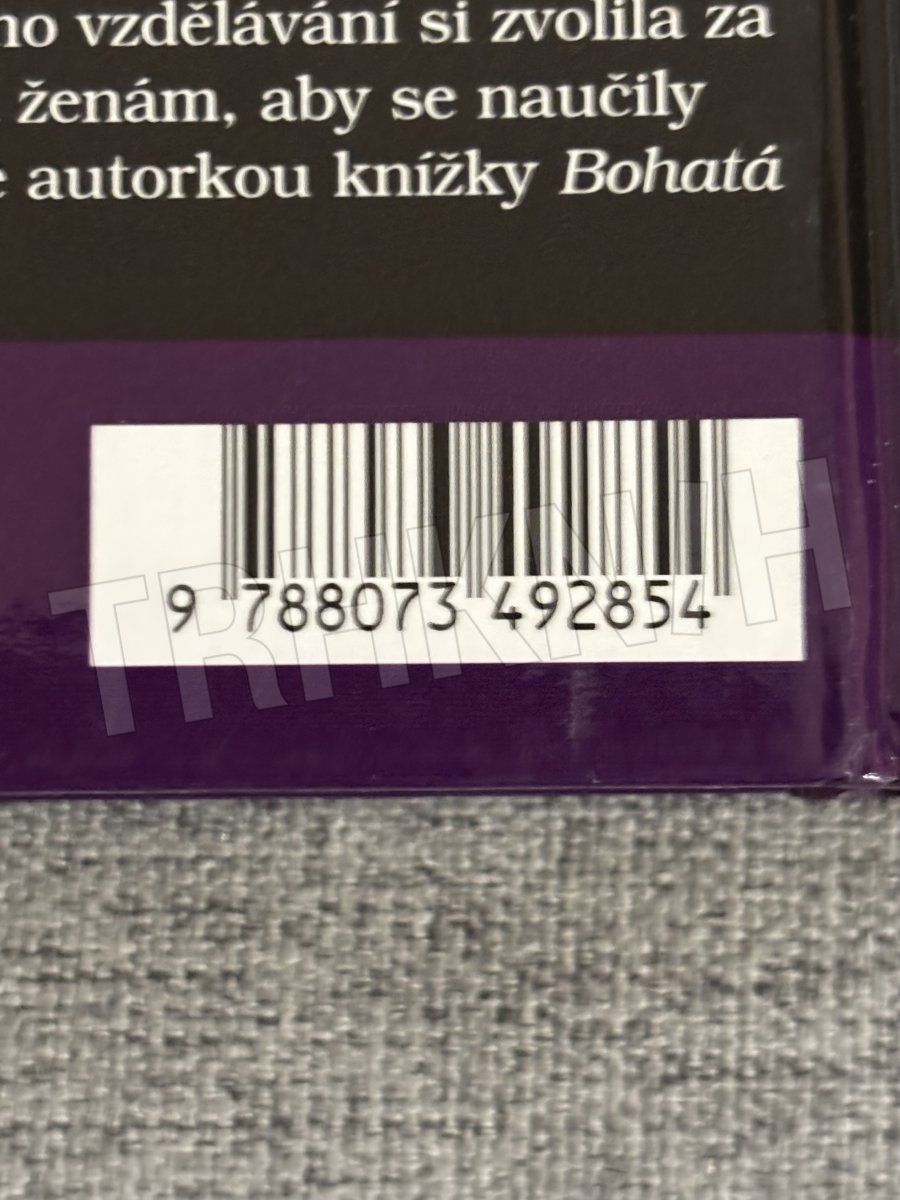 ho vzdělávání si zvolila za
ženám, aby se naučily
autorkou knížky Bohatá
9 788073 492854
TRHKNIH